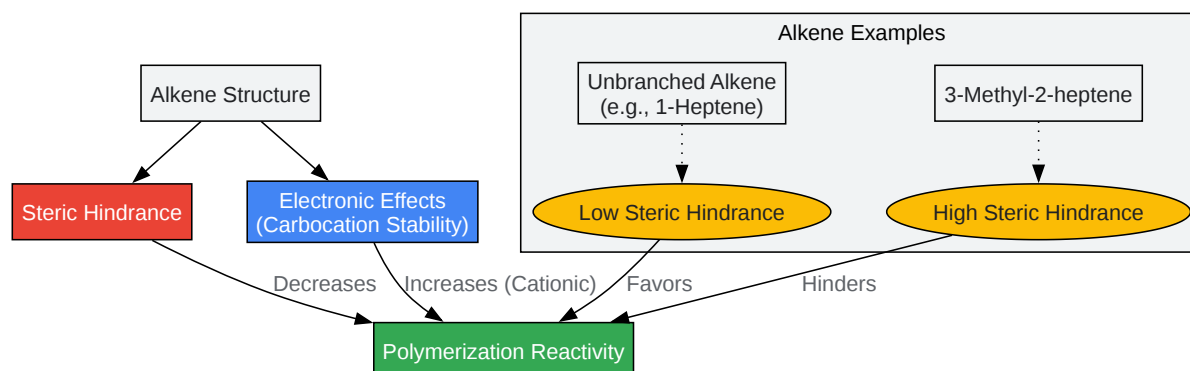 Alkene Examples
Alkene Structure
Unbranched Alkene
(e.g., 1-Heptene)
3-Methyl-2-heptene
Steric Hindrance
Electronic Effects
(Carbocation Stability)
Low Steric Hindrance
High Steric Hindrance
Decreases
Increases (Cationic)
Favors
Hinders
Polymerization Reactivity